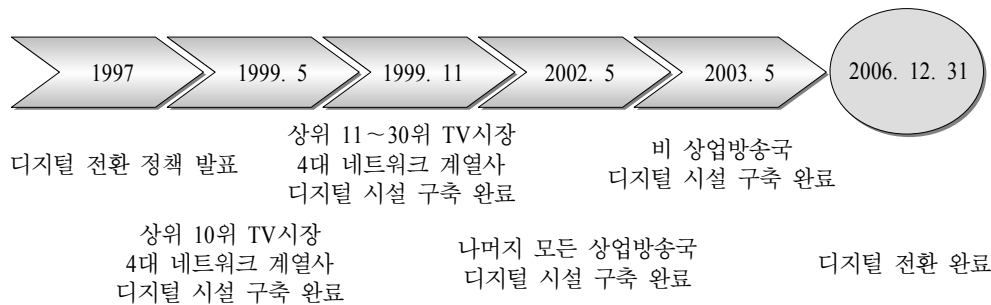 1997
1999. 5
1999. 11
2002. 5
2003. 5
2006. 12. 31
디지털 전환 정책 발표
상위 10위 TV시장
4대 네트워크 계열사
디지털 시설 구축 완료
상위 11～30위 TV시장
4대 네트워크 계열사
디지털 시설 구축 완료
나머지 모든 상업방송국
디지털 시설 구축 완료
비 상업방송국
디지털 시설 구축 완료
디지털 전환 완료